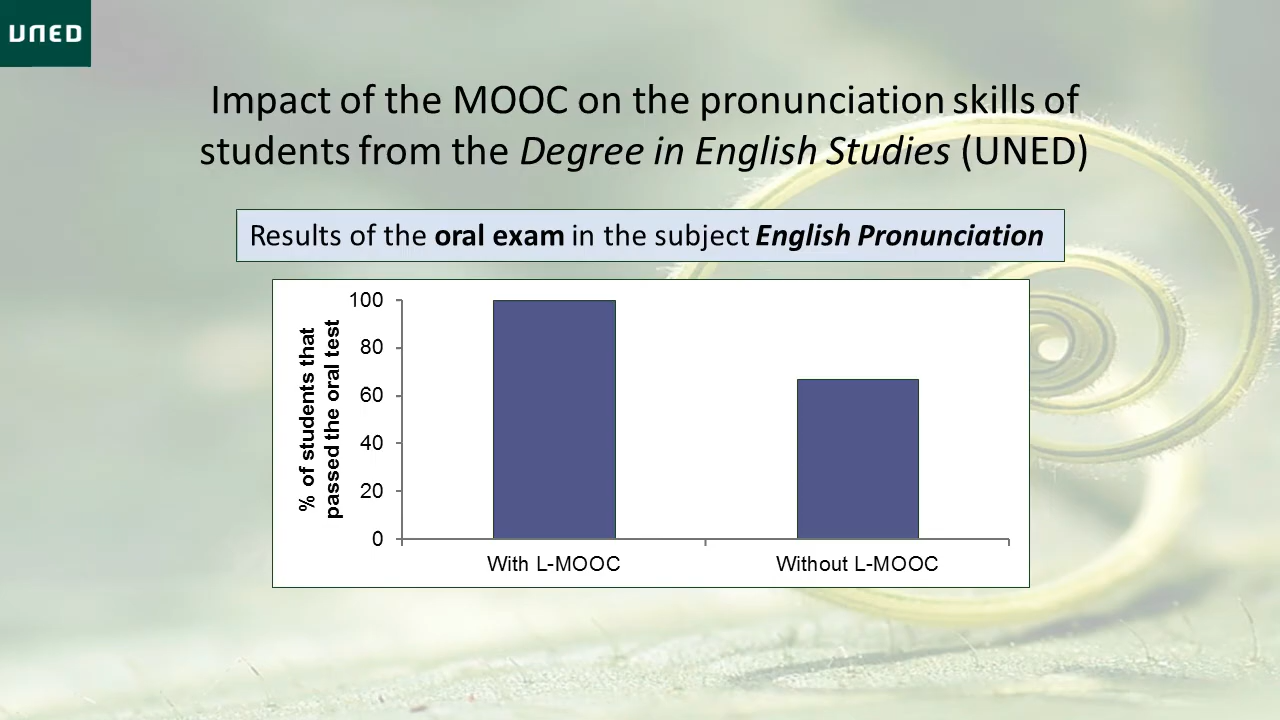 UNED
Impact of the MOOC on the pronunciation skills of
students from the Degree in English Studies (UNED)
Results of the oral exam in the subject English Pronunciation
% of students that
passed the oral test
100
80
60
40
20
0
With L-MOOC
Without L-MOOC